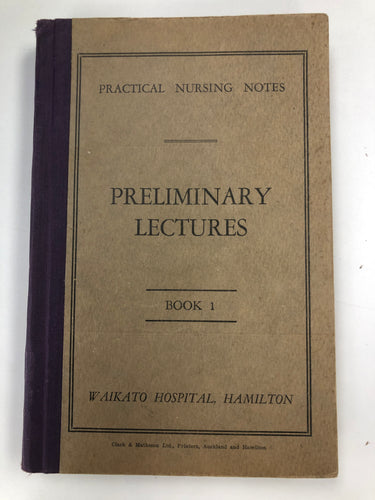 PRACTICAL NURSING NOTES
PRELIMINARY
LECTURES
BOOK 1
WAIKATO HOSPITAL, HAMILTON
Clark & Matheson Ltd., Printers, Auckland and Hamilton